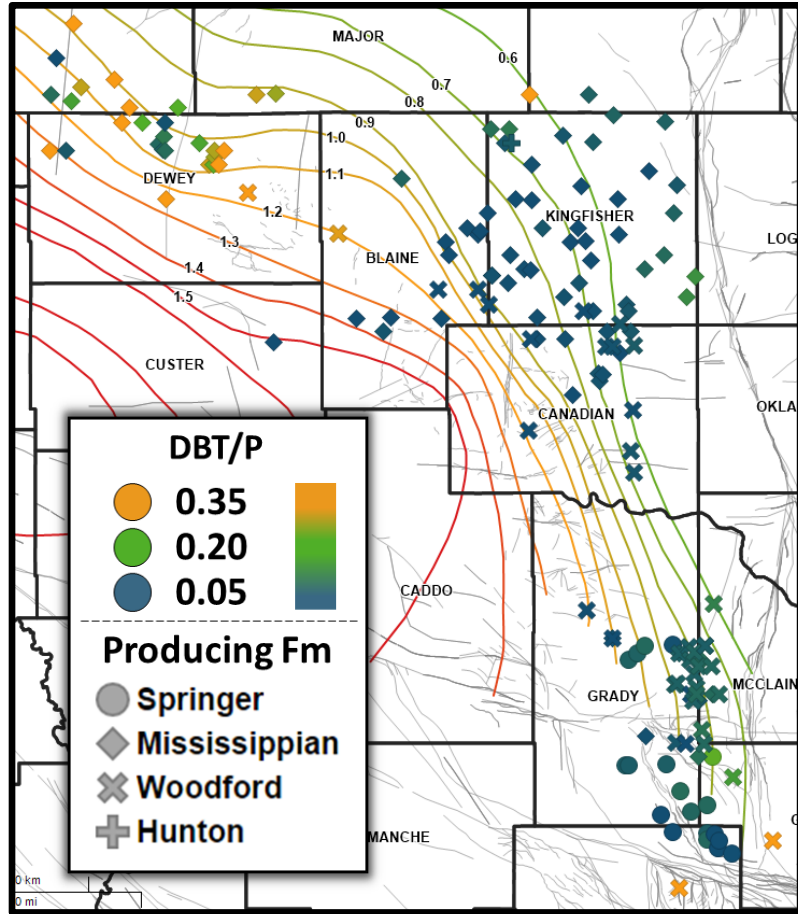 MAJOR
0.6
0.7
0.8
0.9
1.0
1.1
DEWEY
1.2
KINGFISHER
1.3
LOG
BLAINE
1.4
1.5
CUSTER
OKLA
CANADIAN
DBT/P
0.35
0.20
0.05
CADDO
Producing Fm
Springer
Mississippian
Woodford
Hunton
MCCLAIN
GRADY
C
MANCHE
0 km
0 mi